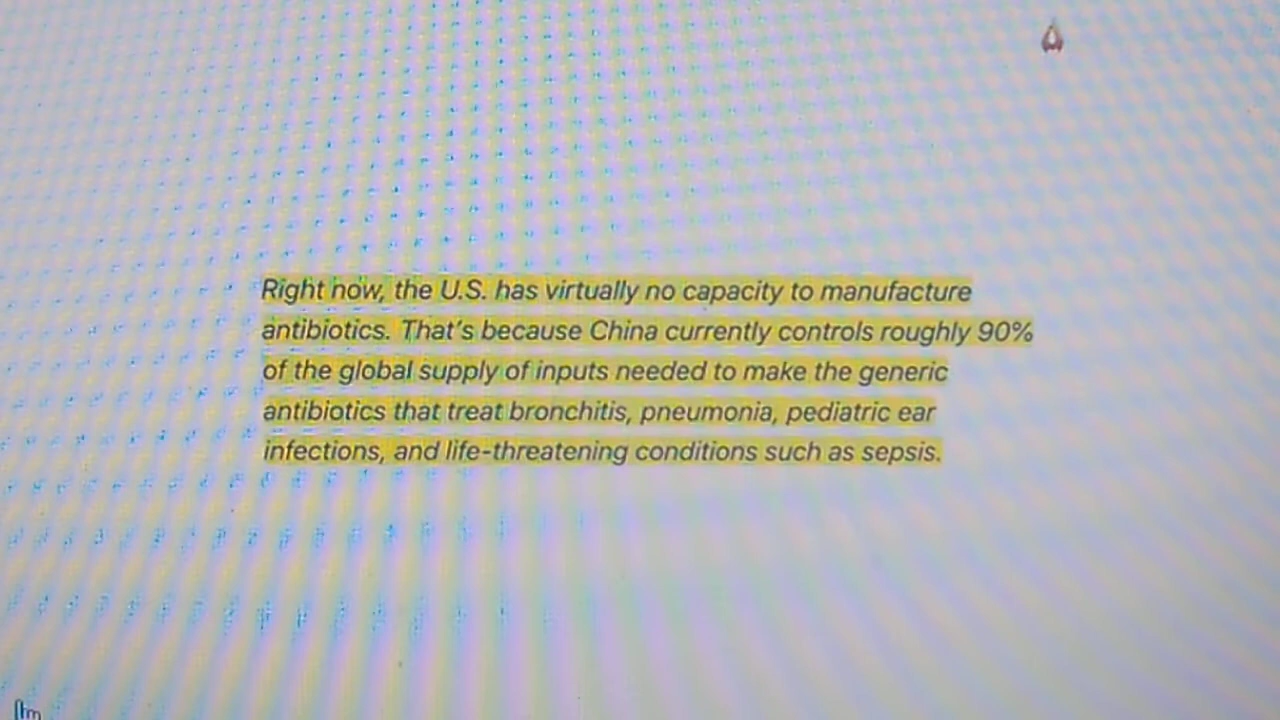 Right now, the U.S. has virtually no capacity to manufacture
antibiotics. That's because China currently controls roughly 90%
of the global supply of inputs needed to make the generic
antibiotics that treat bronchitis, pneumonia, pediatric ear
infections, and life-threatening conditions such as sepsis.